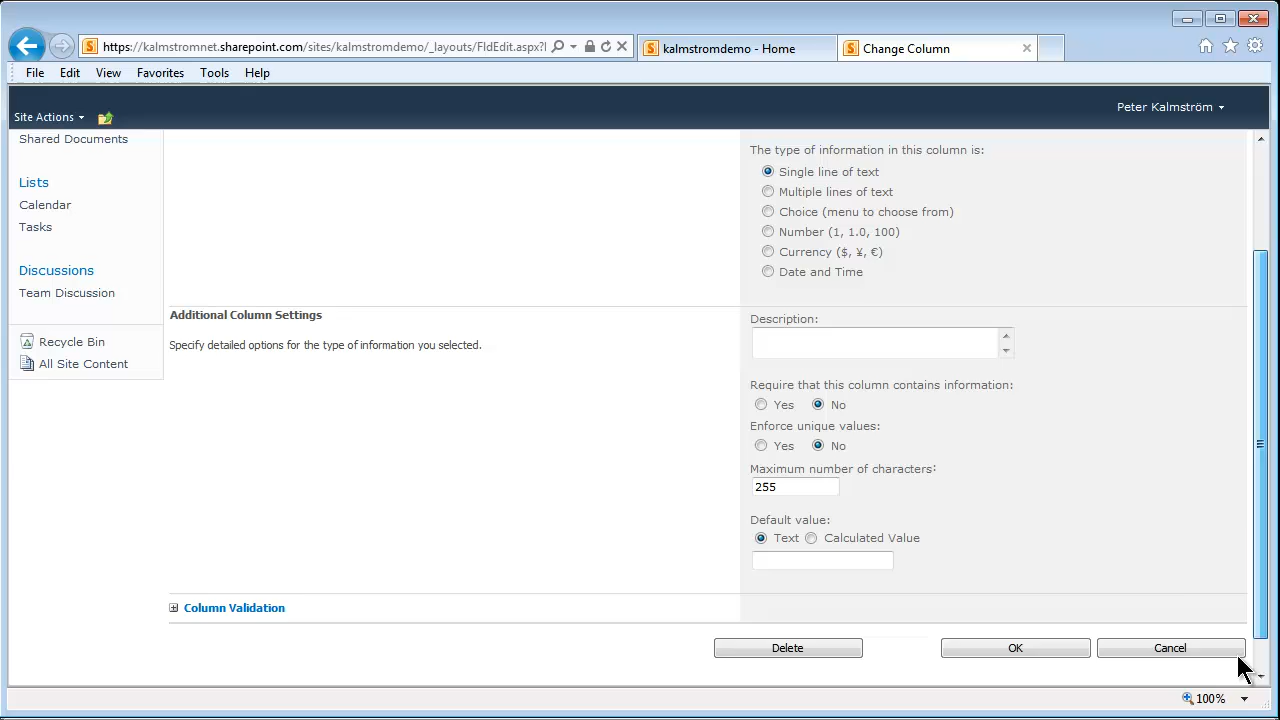 https://kalmstromnet.sharepoint.com/sites/kalmstromdemo/_layouts/FldEdit.aspx?l
kalmstromdemo - Home
Change Column
File Edit View Favorites Tools Help
Site Actions
Peter Kalmström
Shared Documents
Lists
Calendar
Tasks
Discussions
Team Discussion
Recycle Bin
All Site Content
The type of information in this column is:
Single line of text
Multiple lines of text
Choice (menu to choose from)
Number (1, 1.0, 100)
Currency ($, ¥, €)
Date and Time
Additional Column Settings
Specify detailed options for the type of information you selected.
Description:
Require that this column contains information:
Yes No
Enforce unique values:
Yes No
Maximum number of characters:
255
Default value:
Text Calculated Value
Column Validation
Delete OK Cancel
100%